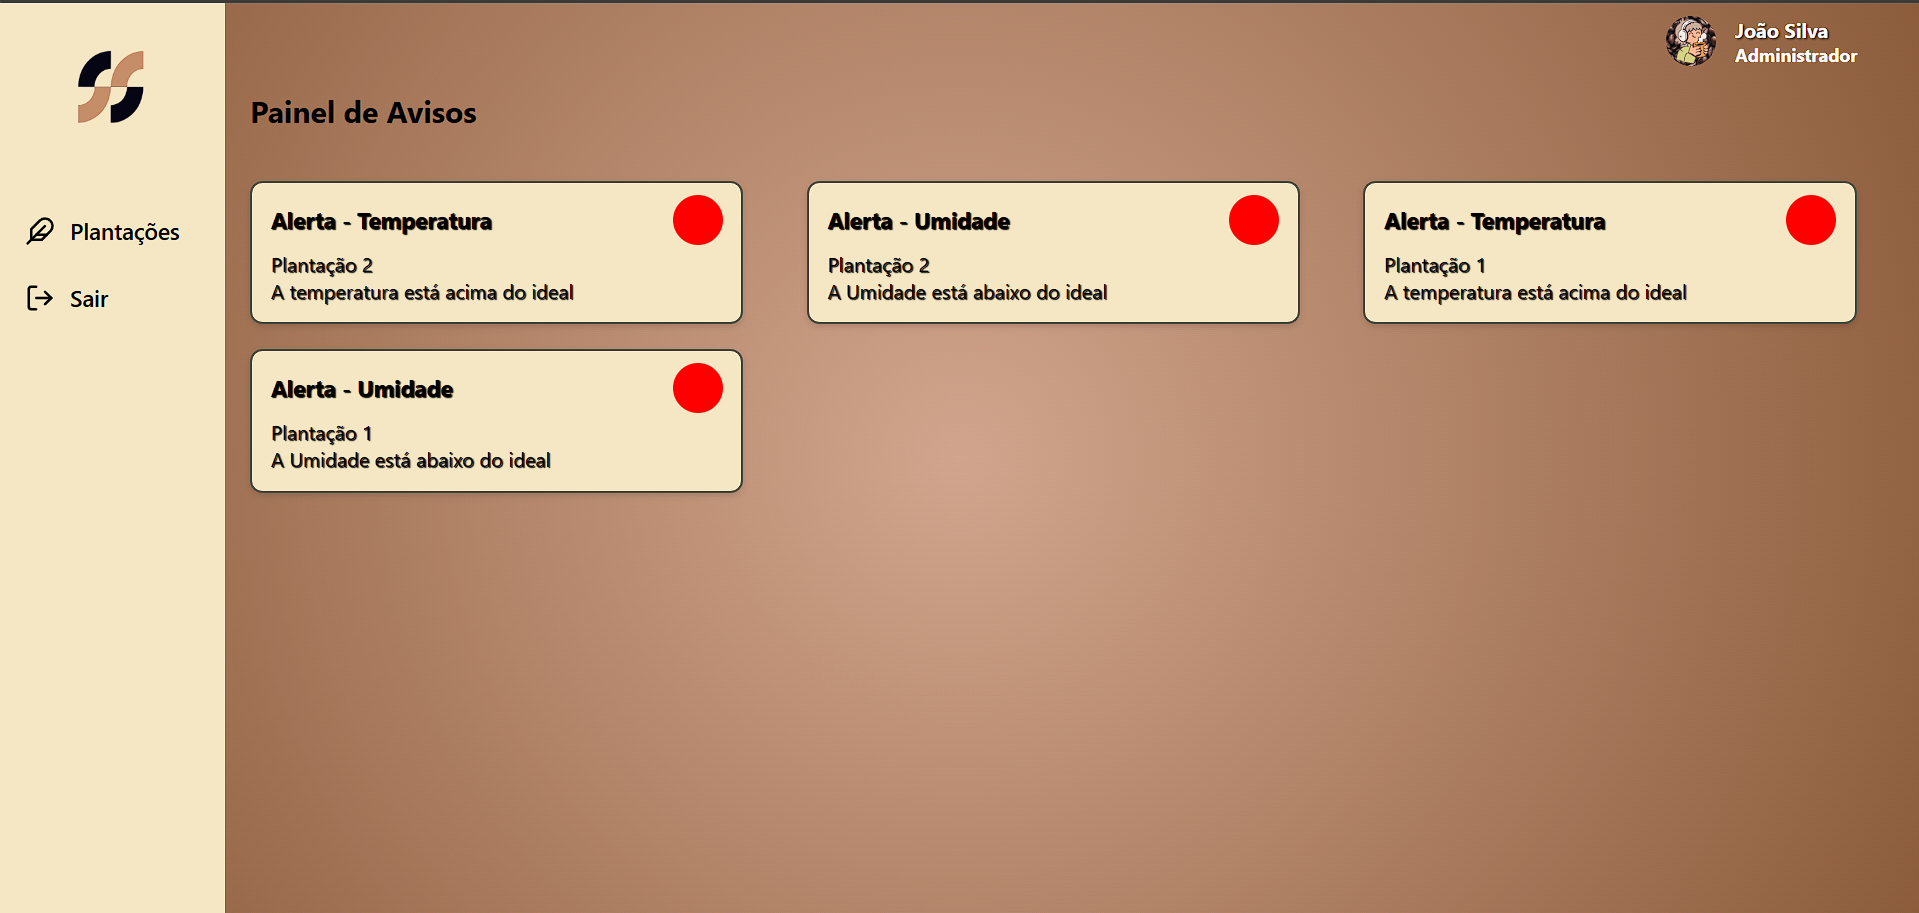 João Silva
Administrador
Painel de Avisos
Plantações
Sair
Alerta - Temperatura
Plantação 2
A temperatura está acima do ideal
Alerta - Umidade
Plantação 2
A Umidade está abaixo do ideal
Alerta - Temperatura
Plantação 1
A temperatura está acima do ideal
Alerta - Umidade
Plantação 1
A Umidade está abaixo do ideal